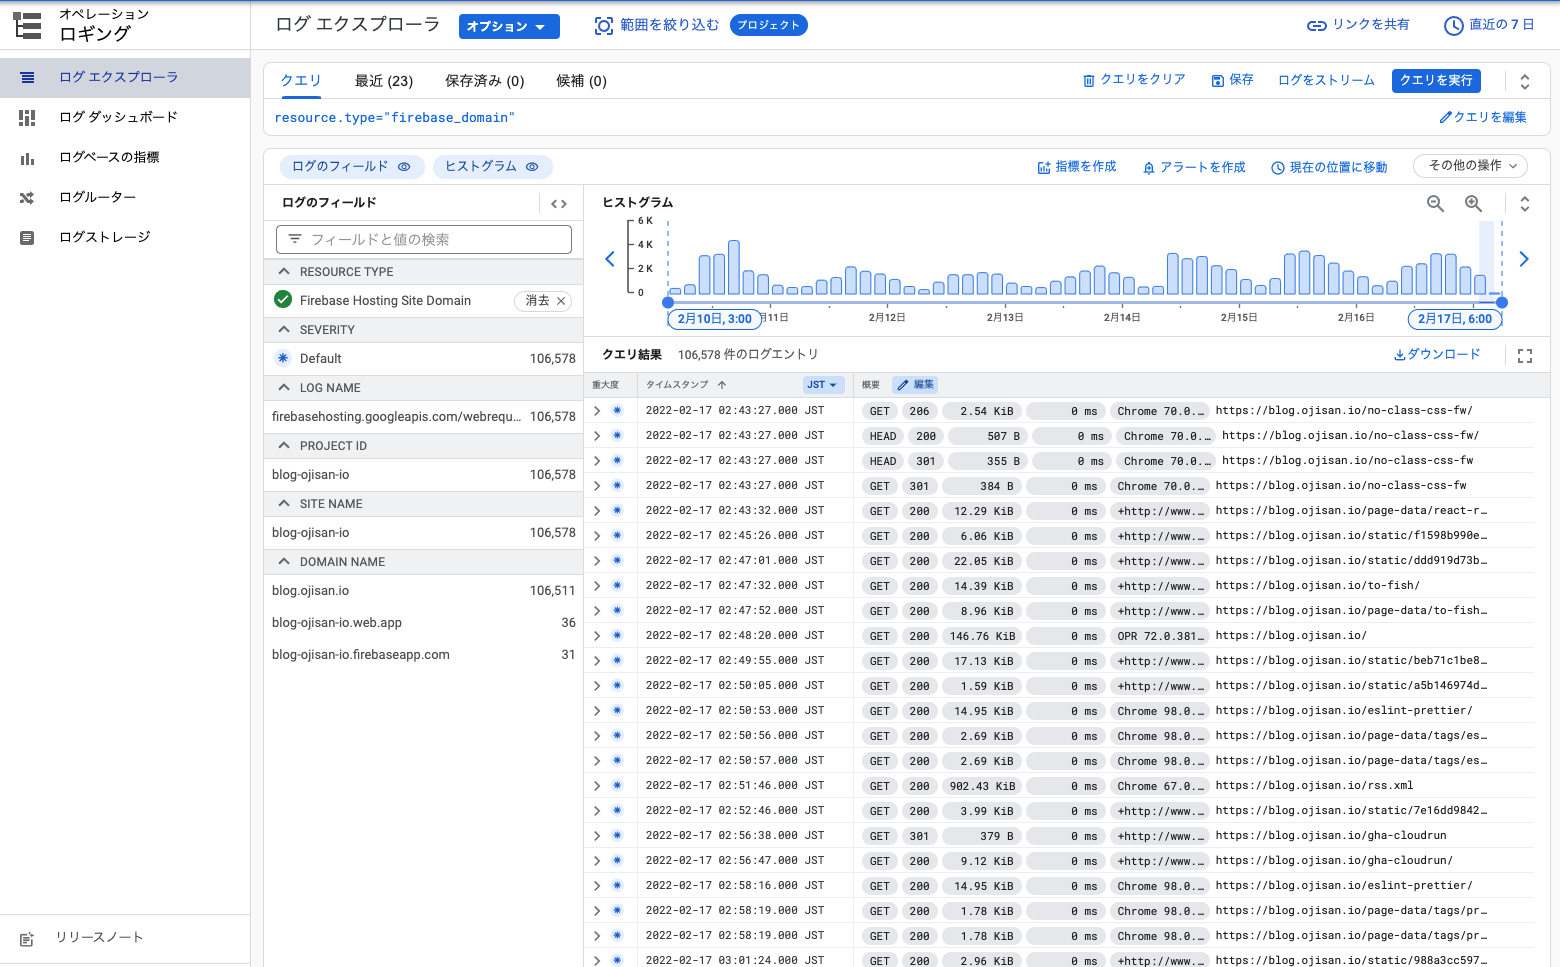 オペレーション
ロギング
ログ エクスプローラ
ログ ダッシュボード
ログベースの指標
ログルーター
ログストレージ
リリースノート
ログ エクスプローラ オプション 範囲を絞り込む プロジェクト リンクを共有 直近の 7 日
クエリ 最近 (23) 保存済み (0) 候補 (0) クエリをクリア 保存 ログをストリーム クエリを実行
resource.type="firebase_domain" クエリを編集
ログのフィールド ヒストグラム 指標を作成 アラートを作成 現在の位置に移動 その他の操作
ログのフィールド
フィールドと値の検索
RESOURCE TYPE
Firebase Hosting Site Domain 消去
SEVERITY
Default 106,578
LOG NAME
firebasehosting.googleapis.com/webrequ... 106,578
PROJECT ID
blog-ojisan-io 106,578
SITE NAME
blog-ojisan-io 106,578
DOMAIN NAME
blog.ojisan.io 106,511
blog-ojisan-io.web.app 36
blog-ojisan-io.firebaseapp.com 31
ヒストグラム
6 K
4 K
2 K
0
2月10日, 3:00 月11日 2月12日 2月13日 2月14日 2月15日 2月16日 2月17日, 6:00
クエリ結果 106,578 件のログエントリ ダウンロード
重大度 タイムスタンプ JST 概要 編集
2022-02-17 02:43:27.000 JST GET 206 2.54 KiB 0 ms Chrome 70.0.… https://blog.ojisan.io/no-class-css-fw/
2022-02-17 02:43:27.000 JST HEAD 200 507 B 0 ms Chrome 70.0.… https://blog.ojisan.io/no-class-css-fw/
2022-02-17 02:43:27.000 JST HEAD 301 355 B 0 ms Chrome 70.0.… https://blog.ojisan.io/no-class-css-fw
2022-02-17 02:43:27.000 JST GET 301 384 B 0 ms Chrome 70.0.… https://blog.ojisan.io/no-class-css-fw
2022-02-17 02:43:32.000 JST GET 200 12.29 KiB 0 ms +http://www.… https://blog.ojisan.io/page-data/react-r…
2022-02-17 02:45:26.000 JST GET 200 6.06 KiB 0 ms +http://www.… https://blog.ojisan.io/static/f1598b990e…
2022-02-17 02:47:01.000 JST GET 200 22.05 KiB 0 ms +http://www.… https://blog.ojisan.io/static/ddd919d73b…
2022-02-17 02:47:32.000 JST GET 200 14.39 KiB 0 ms +http://www.… https://blog.ojisan.io/to-fish/
2022-02-17 02:47:52.000 JST GET 200 8.96 KiB 0 ms +http://www.… https://blog.ojisan.io/page-data/to-fish…
2022-02-17 02:48:20.000 JST GET 200 146.76 KiB 0 ms OPR 72.0.381… https://blog.ojisan.io/
2022-02-17 02:49:55.000 JST GET 200 17.13 KiB 0 ms +http://www.… https://blog.ojisan.io/static/beb71c1be8…
2022-02-17 02:50:05.000 JST GET 200 1.59 KiB 0 ms +http://www.… https://blog.ojisan.io/static/a5b146974d…
2022-02-17 02:50:53.000 JST GET 200 14.95 KiB 0 ms Chrome 98.0.… https://blog.ojisan.io/eslint-prettier/
2022-02-17 02:50:56.000 JST GET 200 2.69 KiB 0 ms Chrome 98.0.… https://blog.ojisan.io/page-data/tags/es…
2022-02-17 02:50:57.000 JST GET 200 2.69 KiB 0 ms Chrome 98.0.… https://blog.ojisan.io/page-data/tags/es…
2022-02-17 02:51:46.000 JST GET 200 902.43 KiB 0 ms Chrome 67.0.… https://blog.ojisan.io/rss.xml
2022-02-17 02:52:46.000 JST GET 200 3.99 KiB 0 ms +http://www.… https://blog.ojisan.io/static/7e16dd9842…
2022-02-17 02:56:38.000 JST GET 301 379 B 0 ms +http://www.… https://blog.ojisan.io/gha-cloudrun
2022-02-17 02:56:47.000 JST GET 200 9.12 KiB 0 ms +http://www.… https://blog.ojisan.io/gha-cloudrun/
2022-02-17 02:58:16.000 JST GET 200 14.95 KiB 0 ms Chrome 98.0.… https://blog.ojisan.io/eslint-prettier/
2022-02-17 02:58:19.000 JST GET 200 1.78 KiB 0 ms Chrome 98.0.… https://blog.ojisan.io/page-data/tags/pr…
2022-02-17 02:58:19.000 JST GET 200 1.78 KiB 0 ms Chrome 98.0.… https://blog.ojisan.io/page-data/tags/pr…
2022-02-17 03:01:24.000 JST GET 200 2.96 KiB 0 ms +http://www.… https://blog.ojisan.io/static/988a3cc597…